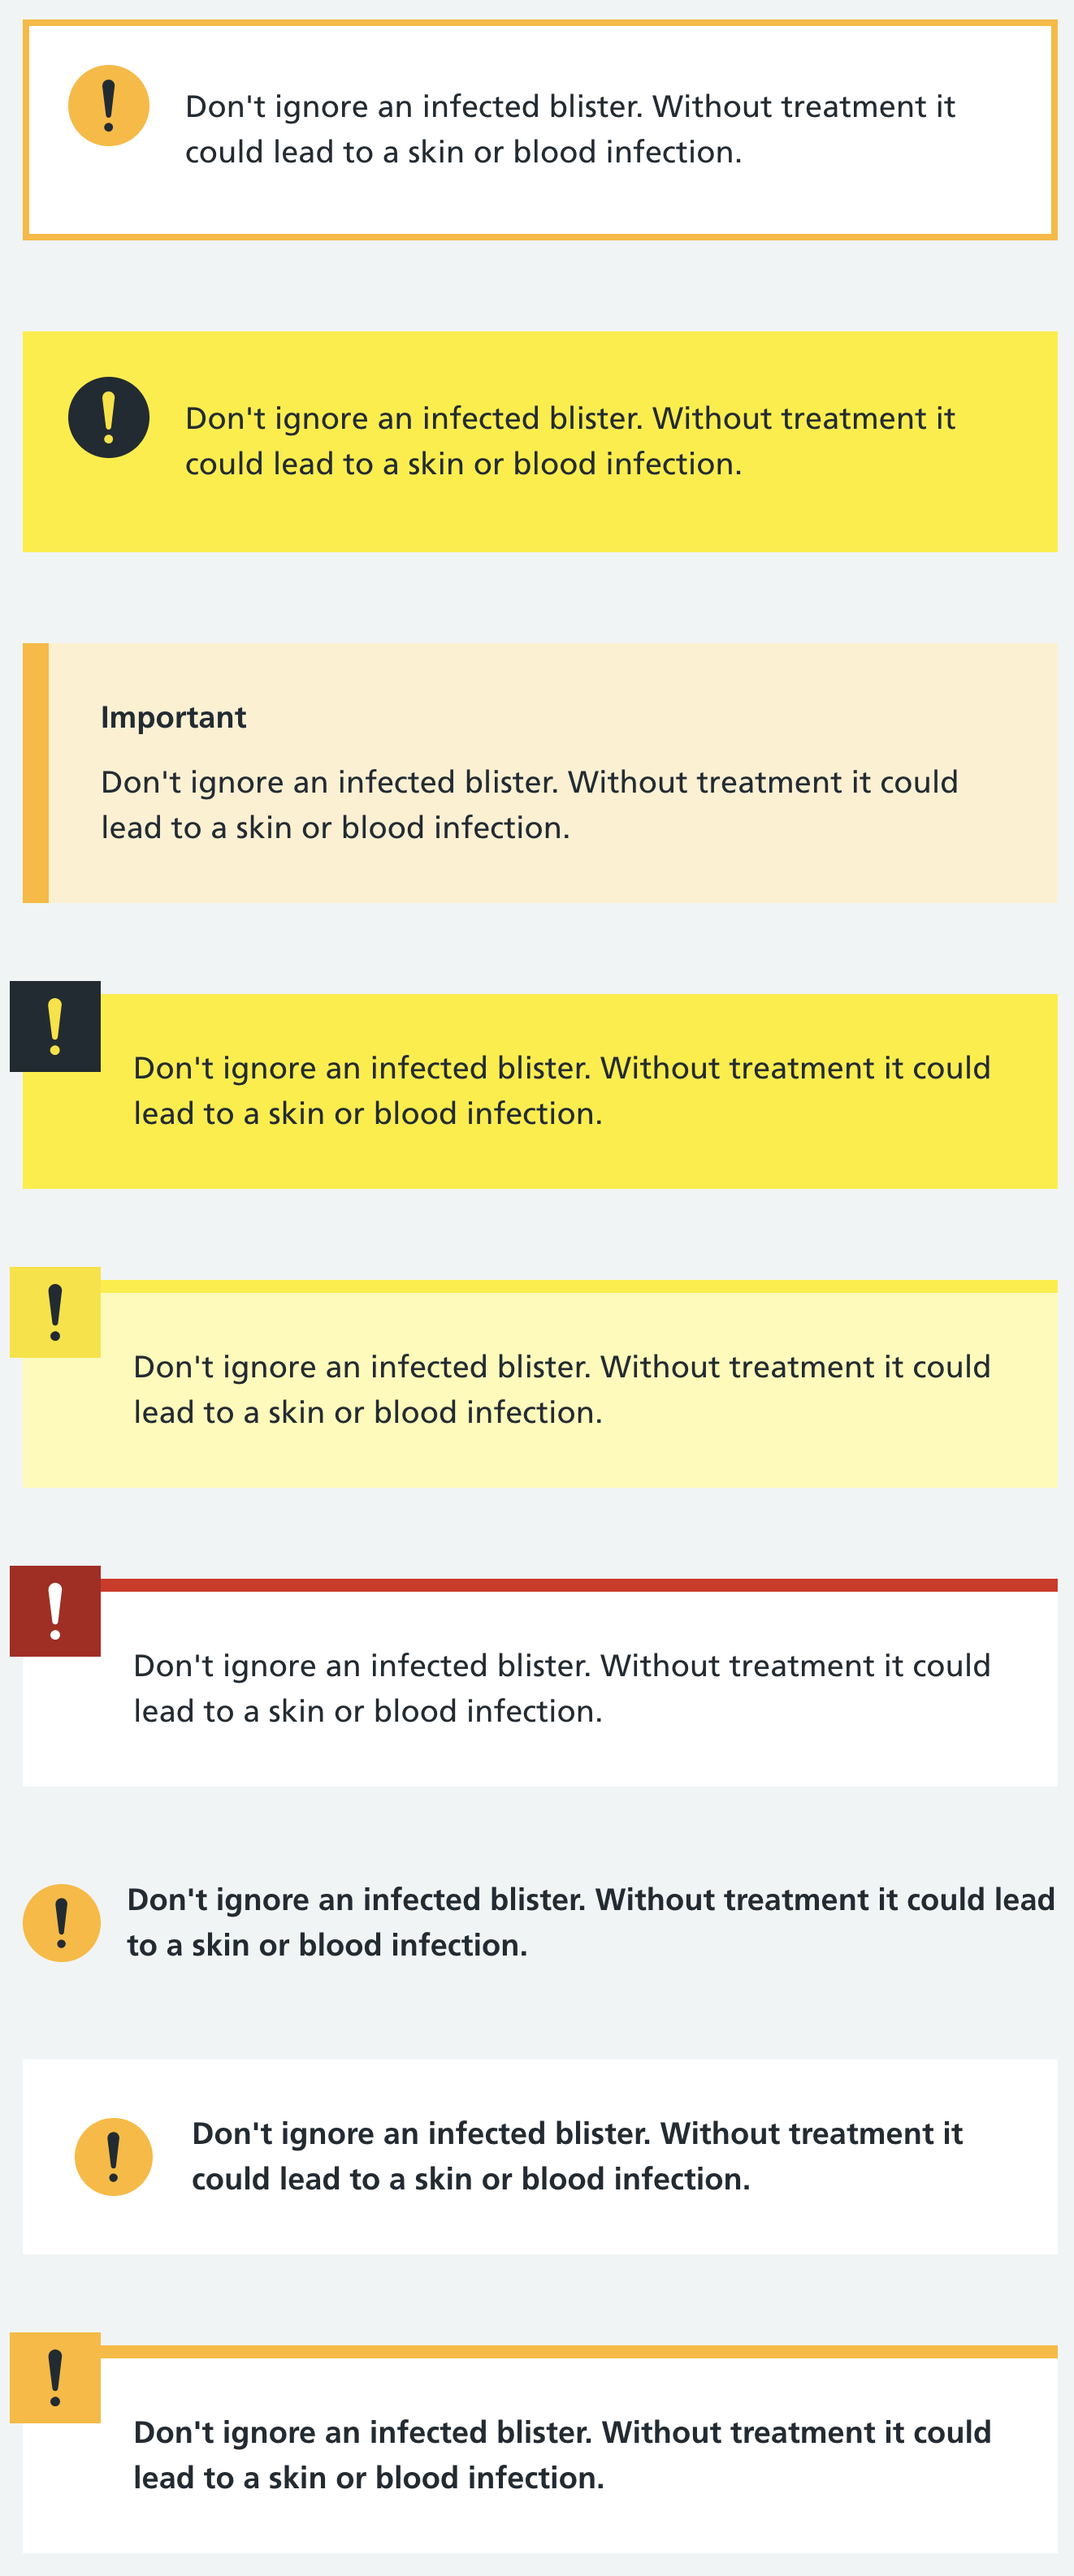 !
Don't ignore an infected blister. Without treatment it
could lead to a skin or blood infection.
!
Don't ignore an infected blister. Without treatment it
could lead to a skin or blood infection.
Important
Don't ignore an infected blister. Without treatment it could
lead to a skin or blood infection.
!
Don't ignore an infected blister. Without treatment it could
lead to a skin or blood infection.
!
Don't ignore an infected blister. Without treatment it could
lead to a skin or blood infection.
!
Don't ignore an infected blister. Without treatment it could
lead to a skin or blood infection.
!
Don't ignore an infected blister. Without treatment it could lead
to a skin or blood infection.
!
Don't ignore an infected blister. Without treatment it
could lead to a skin or blood infection.
!
Don't ignore an infected blister. Without treatment it could
lead to a skin or blood infection.